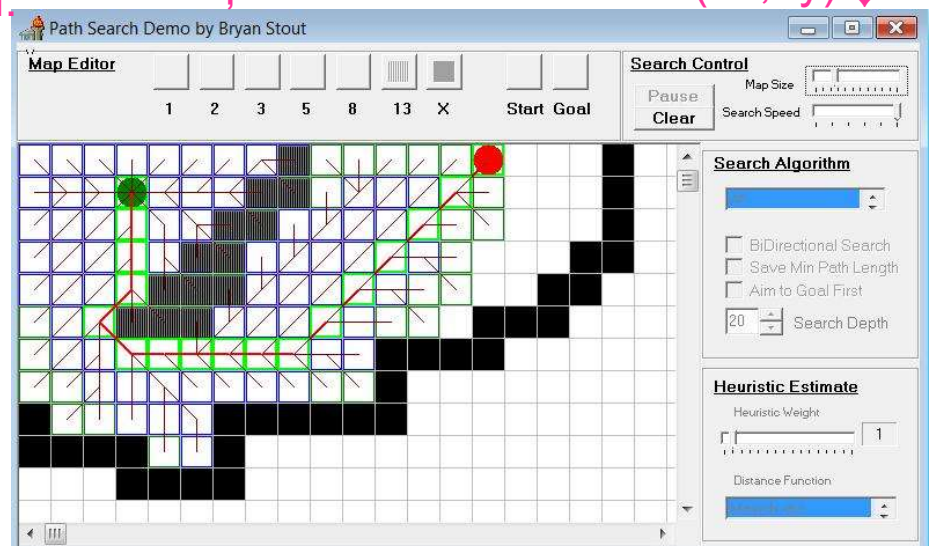 Path Search Demo by Bryan Stout
Map Editor
1 2 3 5 8 13 X Start Goal
Search Control
Map Size
Pause
Clear
Search Speed
Search Algorithm
BiDirectional Search
Save Min Path Length
Aim to Goal First
20 Search Depth
Heuristic Estimate
Heuristic Weight
1
Distance Function